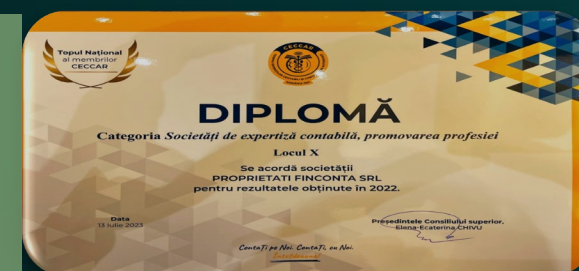 Topul Național
al membrilor
CECCAR
CECCAR
DIPLOMĂ
Categoria Societăți de expertiză contabilă, promovarea profesiei
Locul X
Se acordă societății
PROPRIETATI FINCONTA SRL
pentru rezultatele obținute în 2022.
Data
13 iulie 2023
Președintele Consiliului superior,
Elena-Ecaterina CHIVU
ContaȚi pe Noi. ContaȚi, cu Noi.